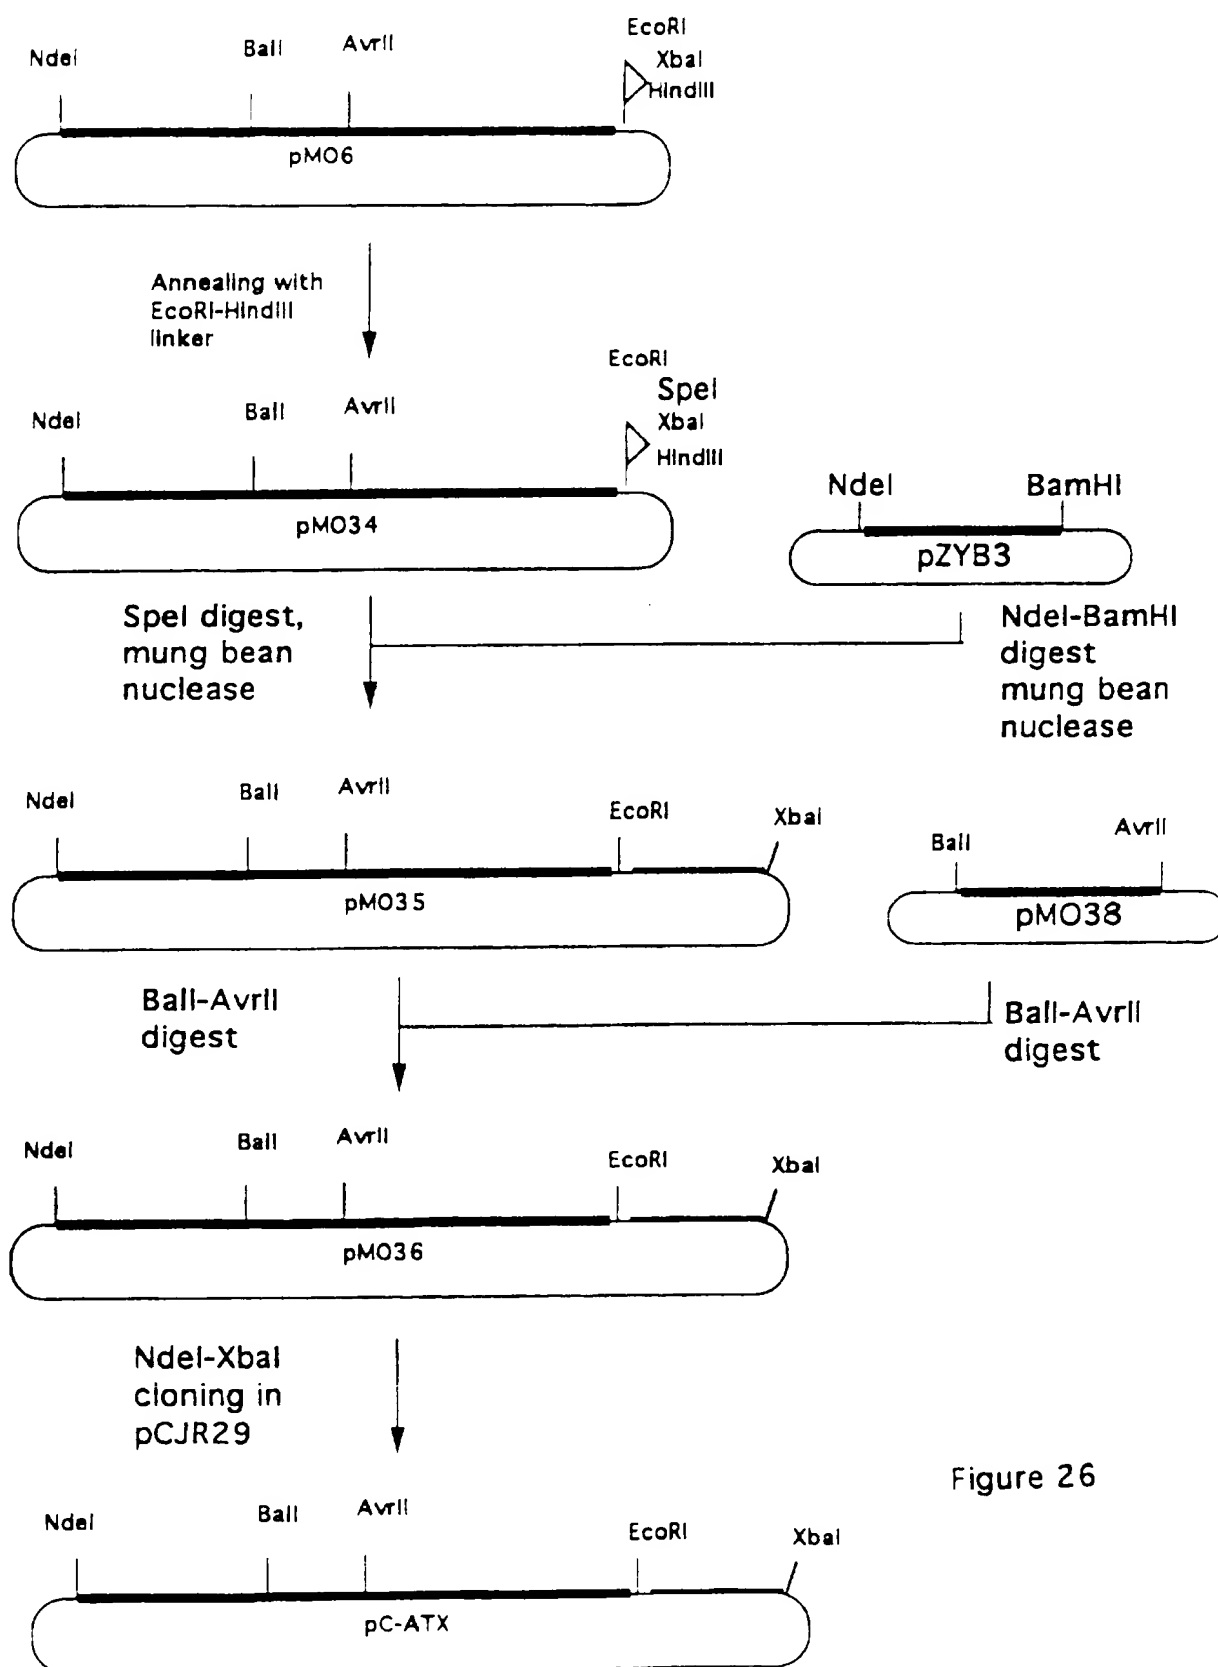 EcoRI
NdeI
BalI
AvrII
XbaI
HindIII
pMO6
Annealing with
EcoRI-HindIII
linker
EcoRI
NdeI
BalI
AvrII
SpeI
XbaI
HindIII
pMO34
NdeI
BamHI
pZYB3
SpeI digest,
mung bean
nuclease
NdeI-BamHI
digest
mung bean
nuclease
NdeI
BalI
AvrII
EcoRI
XbaI
pMO35
BalI
AvrII
pMO38
BalI-AvrII
digest
BalI-AvrII
digest
NdeI
BalI
AvrII
EcoRI
XbaI
pMO36
NdeI-XbaI
cloning in
pCJR29
Figure 26
NdeI
BalI
AvrII
EcoRI
XbaI
pC-ATX